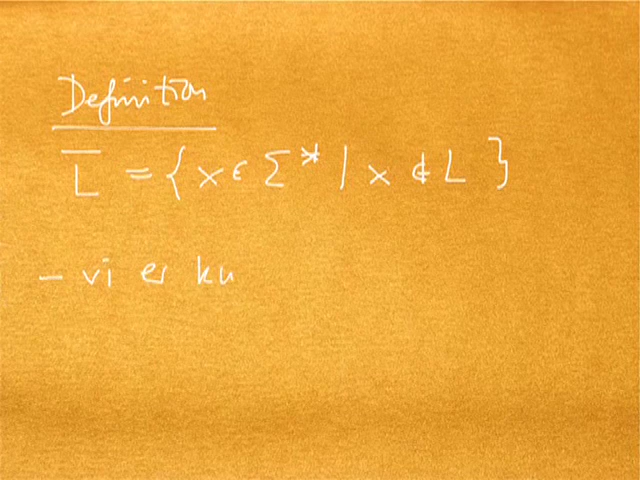 Definition
L̅ = { x ∈ Σ* | x ∉ L }
- vi er ku